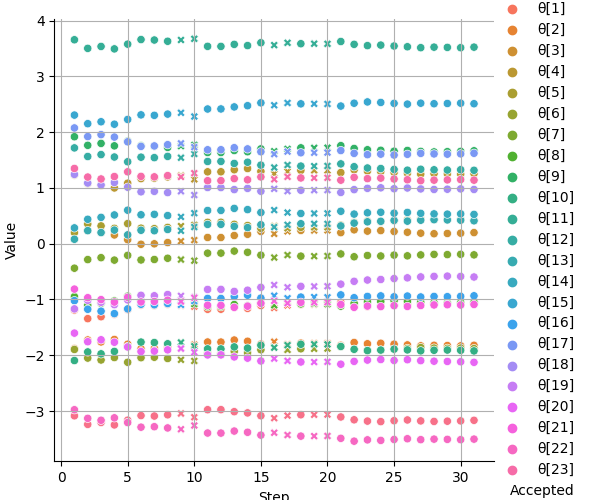 4
3
2
1
0
−1
−2
−3
Value
0
5
10
15
20
25
30
Step
θ[1]
θ[2]
θ[3]
θ[4]
θ[5]
θ[6]
θ[7]
θ[8]
θ[9]
θ[10]
θ[11]
θ[12]
θ[13]
θ[14]
θ[15]
θ[16]
θ[17]
θ[18]
θ[19]
θ[20]
θ[21]
θ[22]
θ[23]
Accepted